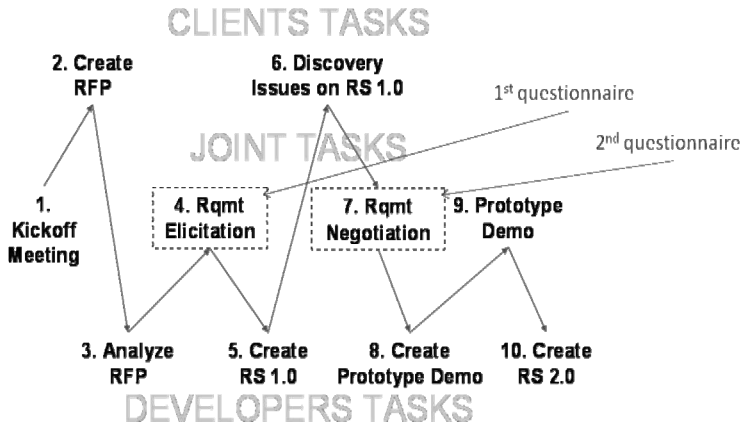 CLIENTS TASKS
2. Create
RFP
6. Discovery
Issues on RS 1.0
1st questionnaire
JOINT TASKS
2nd questionnaire
1.
Kickoff
Meeting
4. Rqmt
Elicitation
7. Rqmt
Negotiation
9. Prototype
Demo
3. Analyze
RFP
5. Create
RS 1.0
8. Create
Prototype Demo
10. Create
RS 2.0
DEVELOPERS TASKS